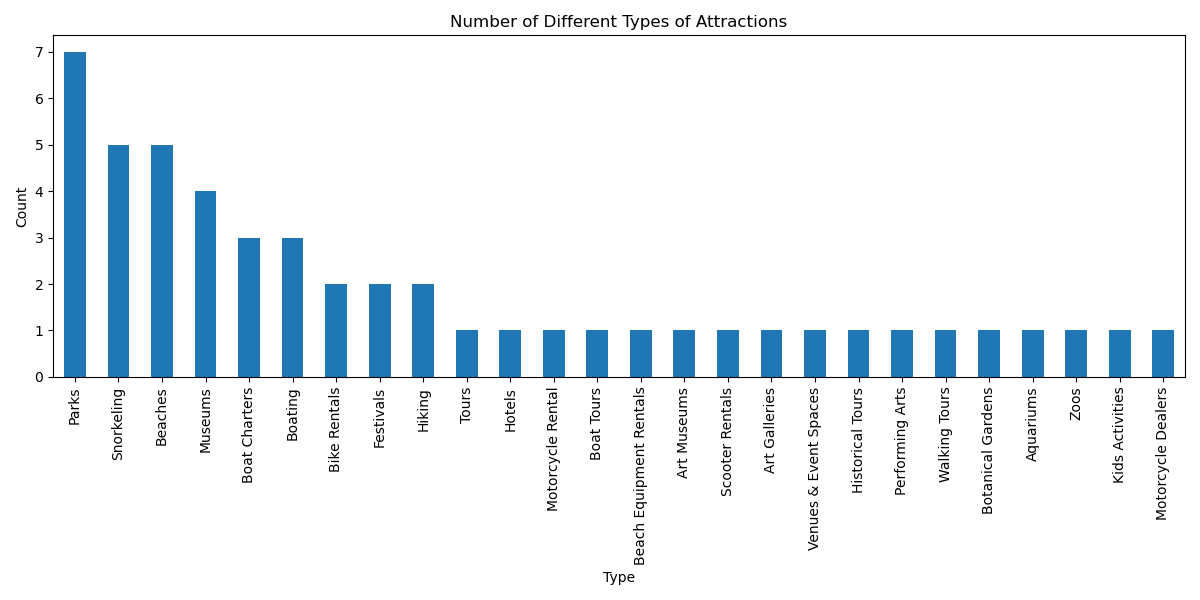 Number of Different Types of Attractions
Count
7
6
5
4
3
2
1
0
Parks
Snorkeling
Beaches
Museums
Boat Charters
Boating
Bike Rentals
Festivals
Hiking
Tours
Hotels
Motorcycle Rental
Boat Tours
Beach Equipment Rentals
Art Museums
Scooter Rentals
Art Galleries
Venues & Event Spaces
Historical Tours
Performing Arts
Walking Tours
Botanical Gardens
Aquariums
Zoos
Kids Activities
Motorcycle Dealers
Type